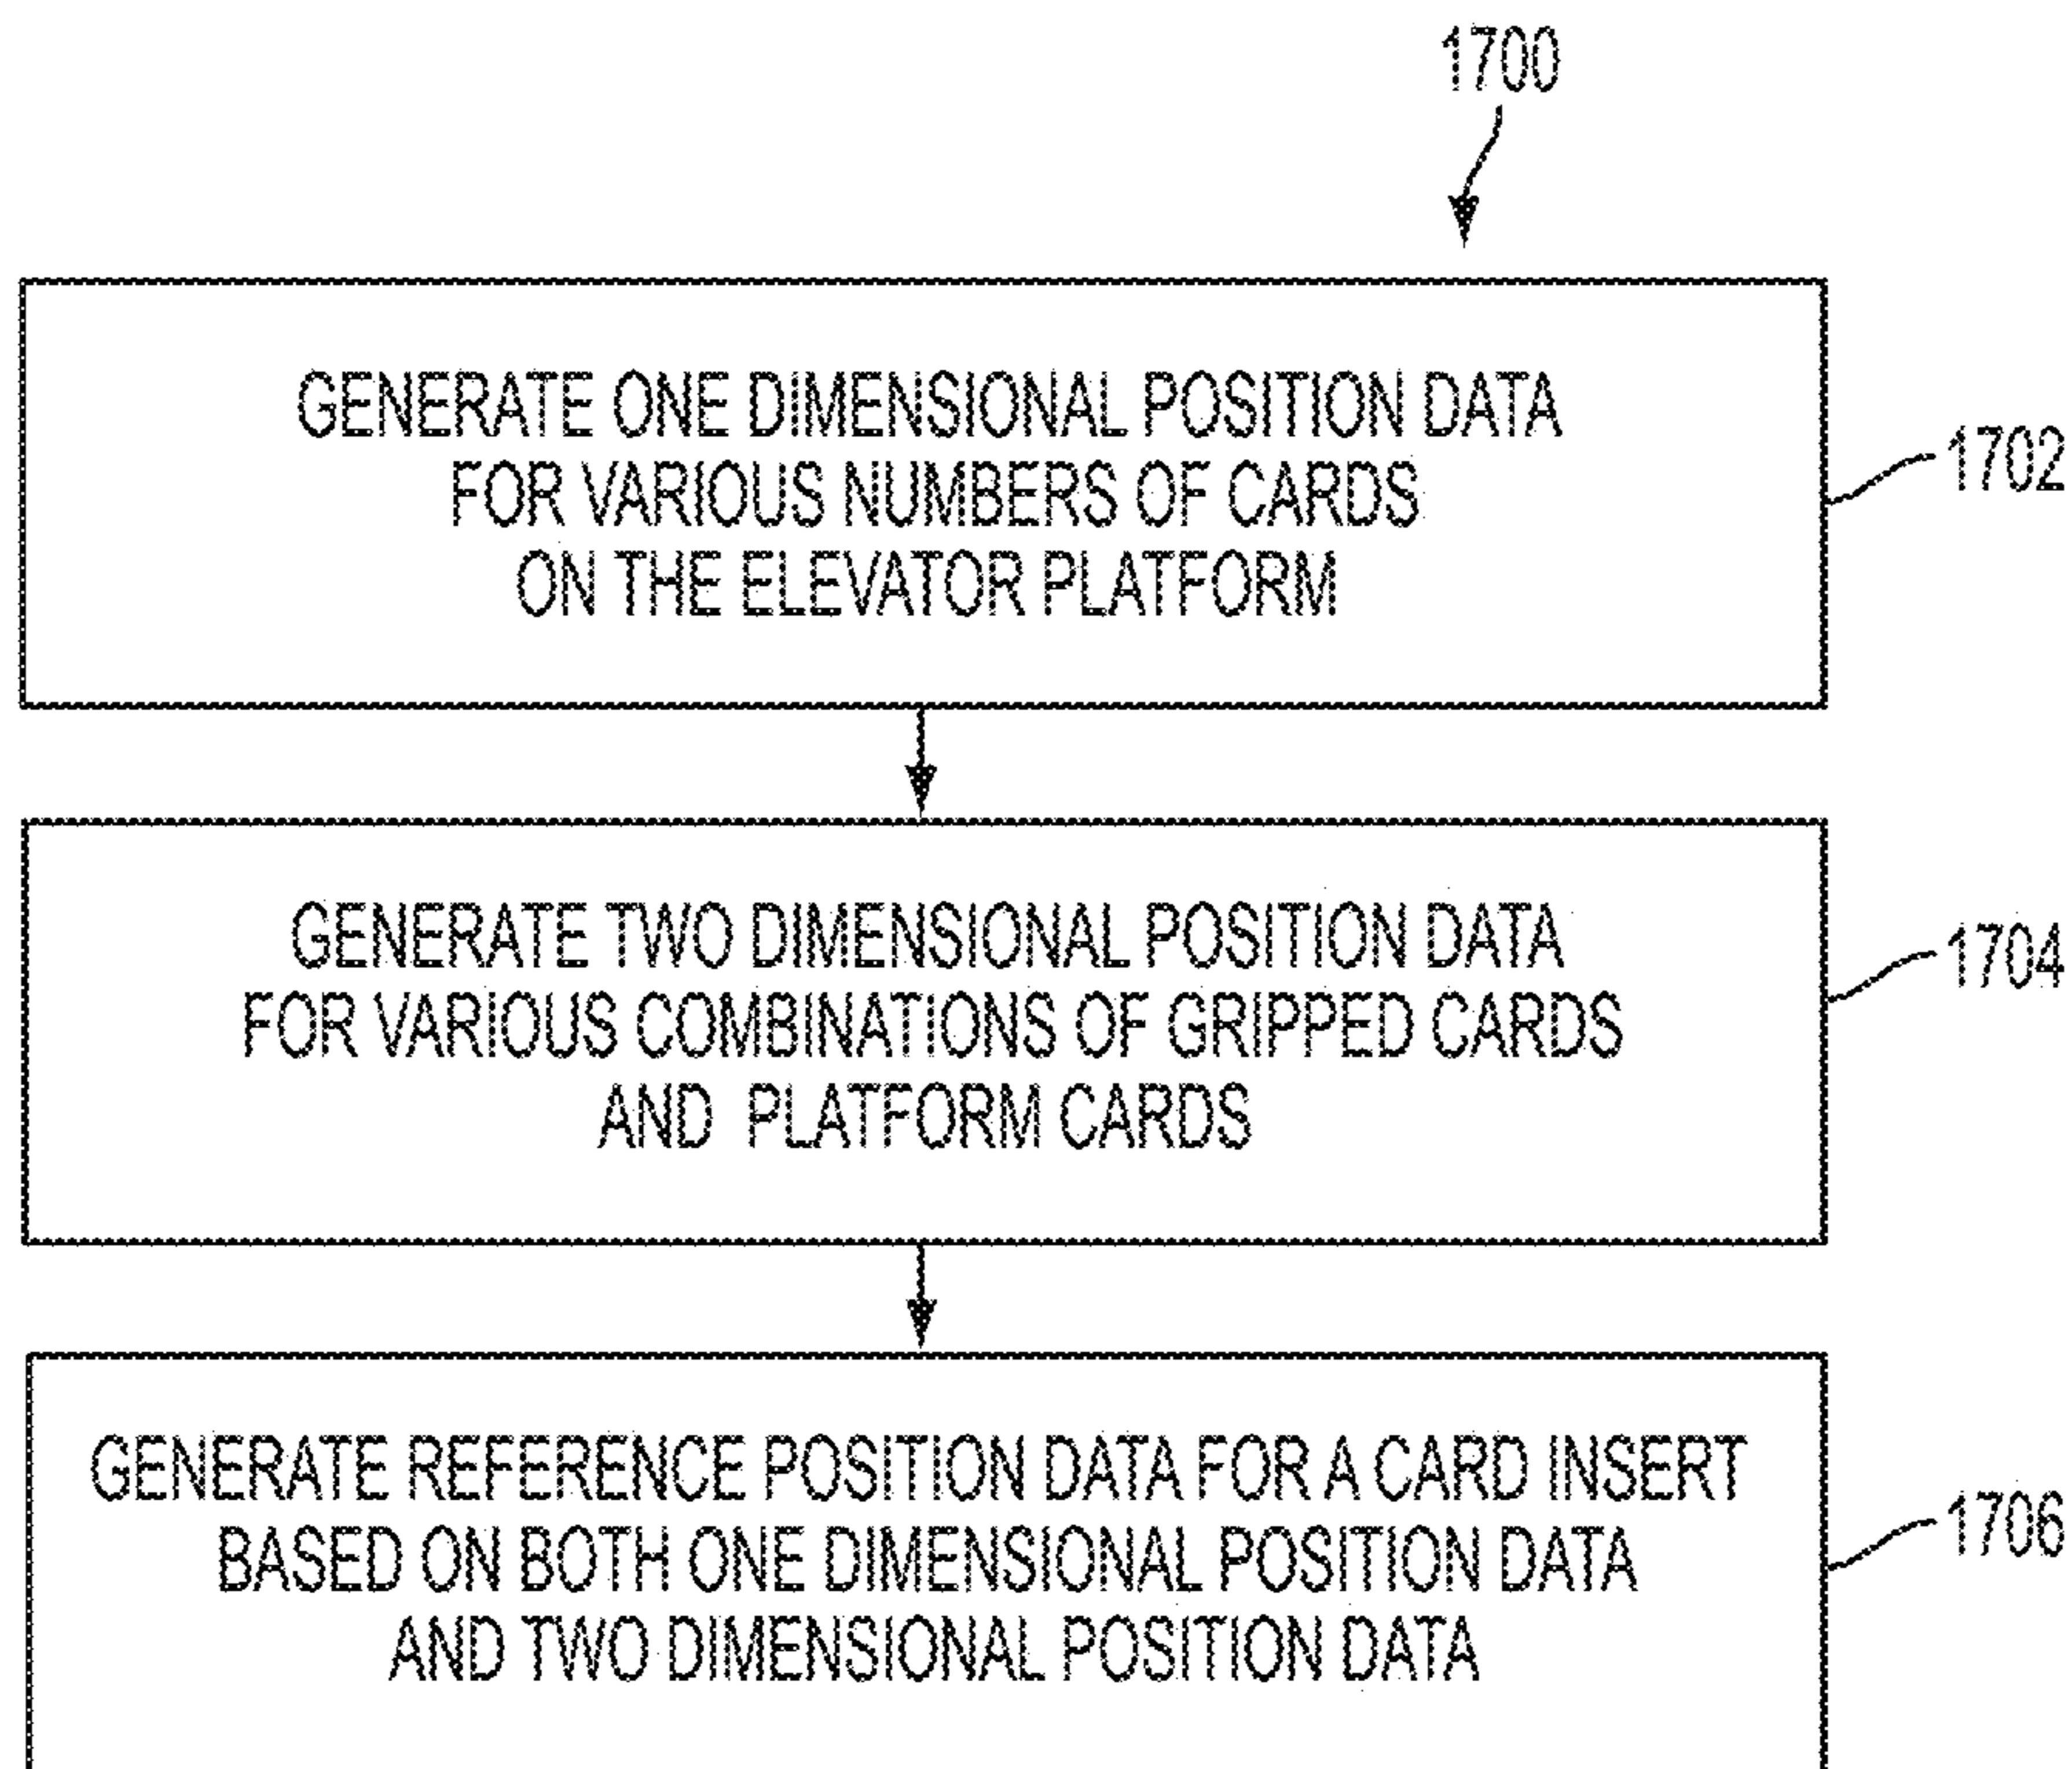 1700
GENERATE ONE DIMENSIONAL POSITION DATA
FOR VARIOUS NUMBERS OF CARDS
ON THE ELEVATOR PLATFORM
1702
GENERATE TWO DIMENSIONAL POSITION DATA
FOR VARIOUS COMBINATIONS OF GRIPPED CARDS
AND PLATFORM CARDS
1704
GENERATE REFERENCE POSITION DATA FOR A CARD INSERT
BASED ON BOTH ONE DIMENSIONAL POSITION DATA
AND TWO DIMENSIONAL POSITION DATA
1706